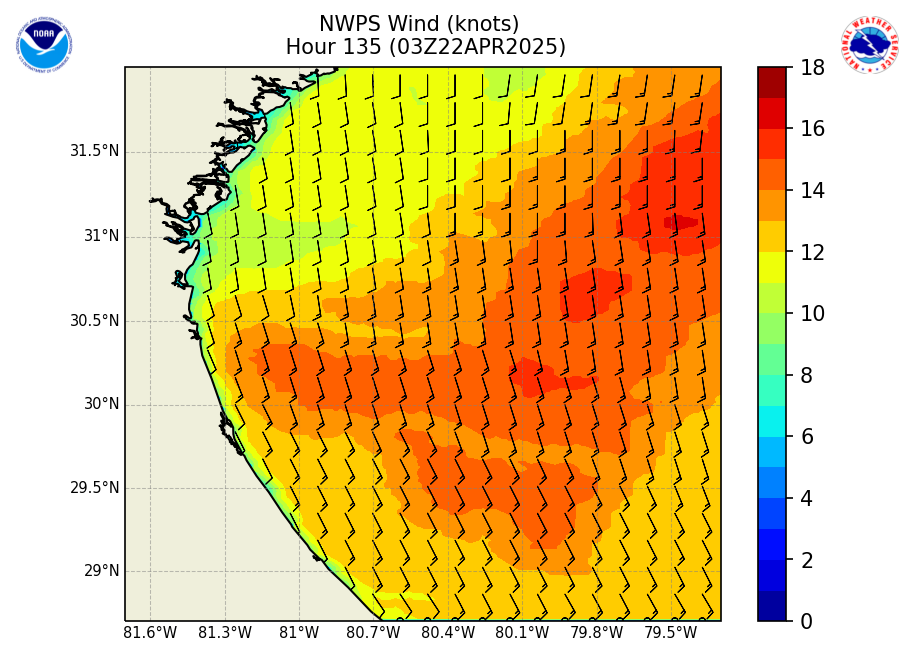 NWPS Wind (knots)
Hour 135 (03Z22APR2025)
NOAA
NATIONAL WEATHER SERVICE
31.5°N
31°N
30.5°N
30°N
29.5°N
29°N
81.6°W 81.3°W 81°W 80.7°W 80.4°W 80.1°W 79.8°W 79.5°W
18
16
14
12
10
8
6
4
2
0